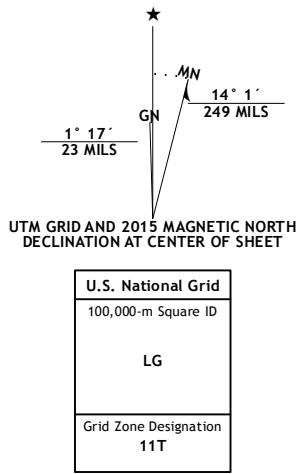 ★
MN
GN
14° 1´
249 MILS
1° 17´
23 MILS
UTM GRID AND 2015 MAGNETIC NORTH
DECLINATION AT CENTER OF SHEET
U.S. National Grid
100,000-m Square ID
LG
Grid Zone Designation
11T